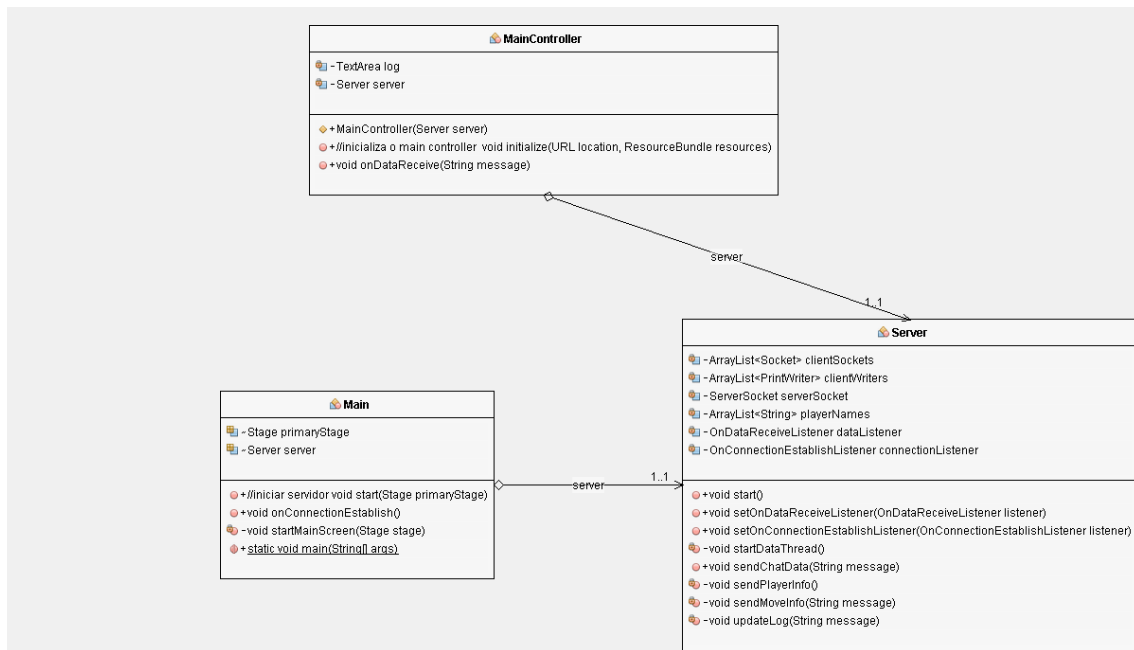 MainController
-TextArea log
-Server server
+MainController(Server server)
+//inicializa o main controller void initialize(URL location, ResourceBundle resources)
+void onDataReceive(String message)
server
1..1
Server
-ArrayList<Socket> clientSockets
-ArrayList<PrintWriter> clientWriters
-ServerSocket serverSocket
-ArrayList<String> playerNames
-OnDataReceiveListener dataListener
-OnConnectionEstablishListener connectionListener
+void start()
+void setOnDataReceiveListener(OnDataReceiveListener listener)
+void setOnConnectionEstablishListener(OnConnectionEstablishListener listener)
-void startDataThread()
+void sendChatData(String message)
-void sendPlayerInfo()
-void sendMoveInfo(String message)
-void updateLog(String message)
Main
-Stage primaryStage
-Server server
+//iniciar servidor void start(Stage primaryStage)
+void onConnectionEstablish()
-void startMainScreen(Stage stage)
+static void main(String[] args)
server
1..1